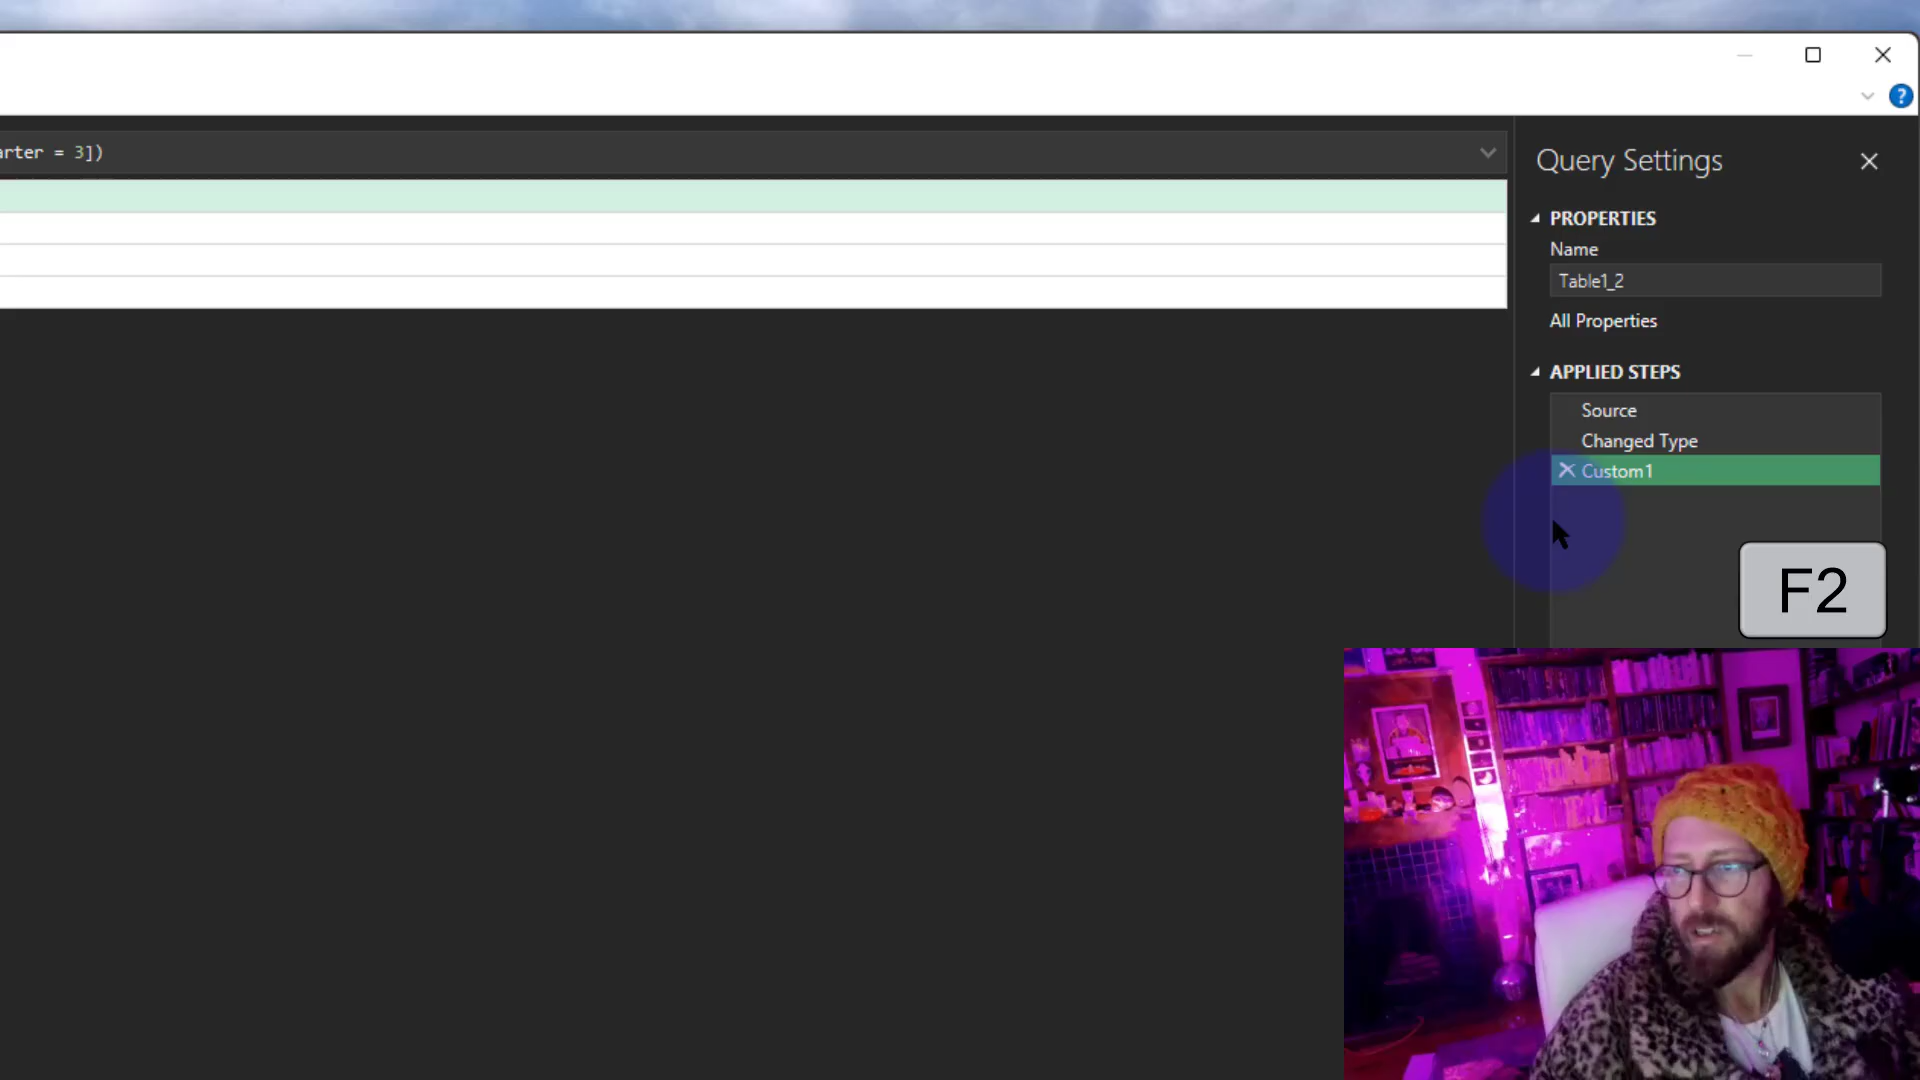 ?
arter = 3])
Query Settings
PROPERTIES
Name
Table1_2
All Properties
APPLIED STEPS
Source
Changed Type
Custom1
F2